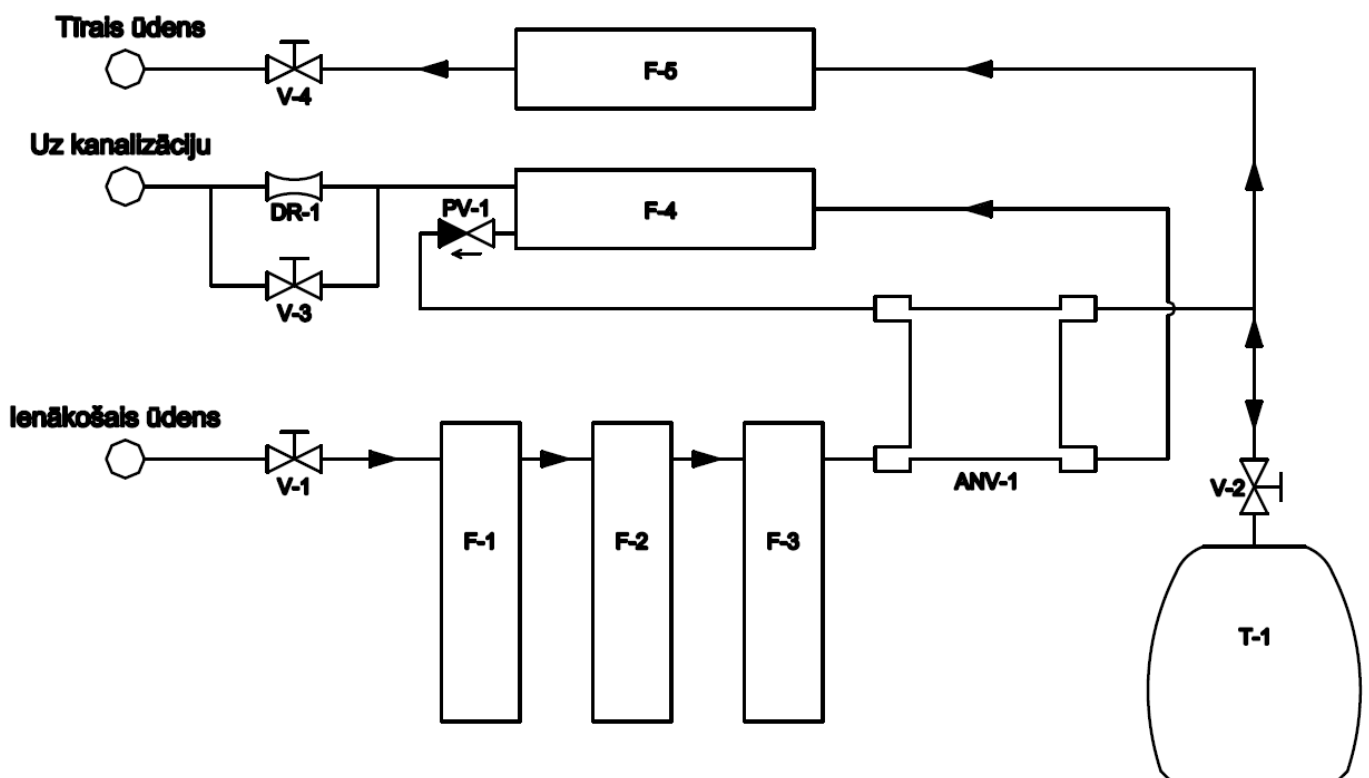 Tīrais ūdens
V-4
F-5
Uz kanalizāciju
DR-1
PV-1
F-4
V-3
Ienākošais ūdens
V-1
F-1
F-2
F-3
ANV-1
V-2
T-1